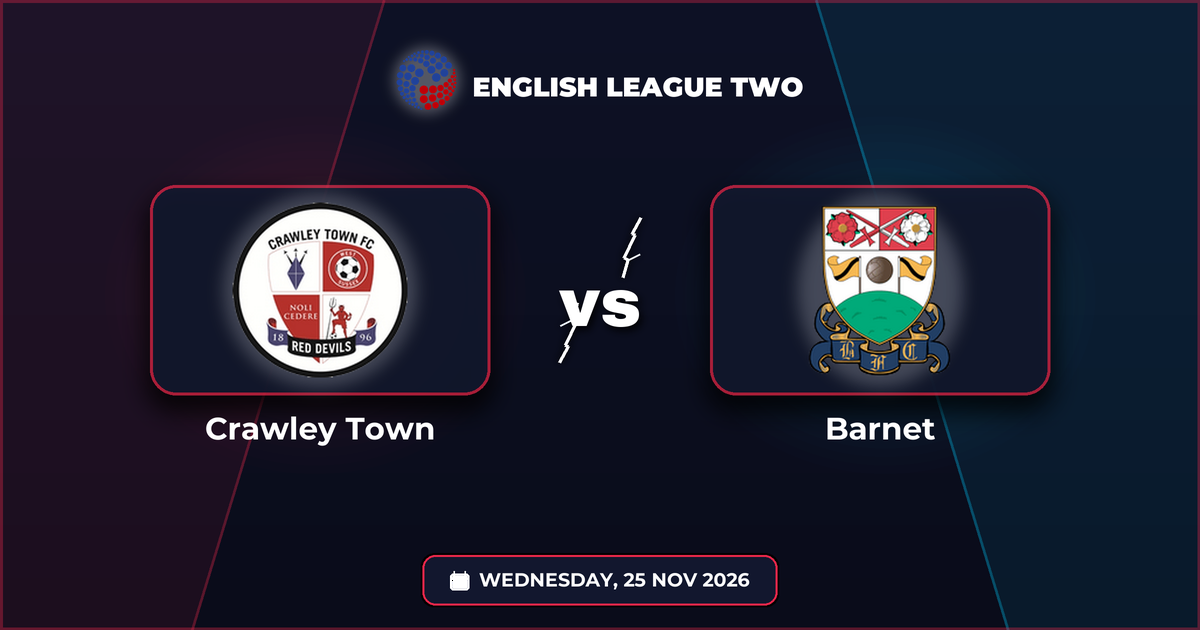 ENGLISH LEAGUE TWO
CRAWLEY TOWN FC
WEST
SUSSEX
NOLI
CEDERE
18 96
RED DEVILS
B F C
vs
Crawley Town
Barnet
WEDNESDAY, 25 NOV 2026